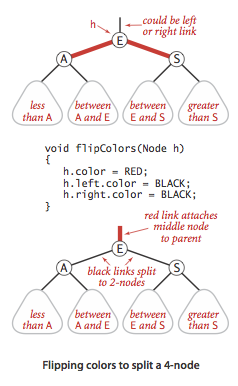 h
could be left
or right link
E
A
S
less
than A
between
A and E
between
E and S
greater
than S
void flipColors(Node h)
{
h.color = RED;
h.left.color = BLACK;
h.right.color = BLACK;
}
red link attaches
middle node
to parent
E
A
S
black links split
to 2-nodes
less
than A
between
A and E
between
E and S
greater
than S
Flipping colors to split a 4-node